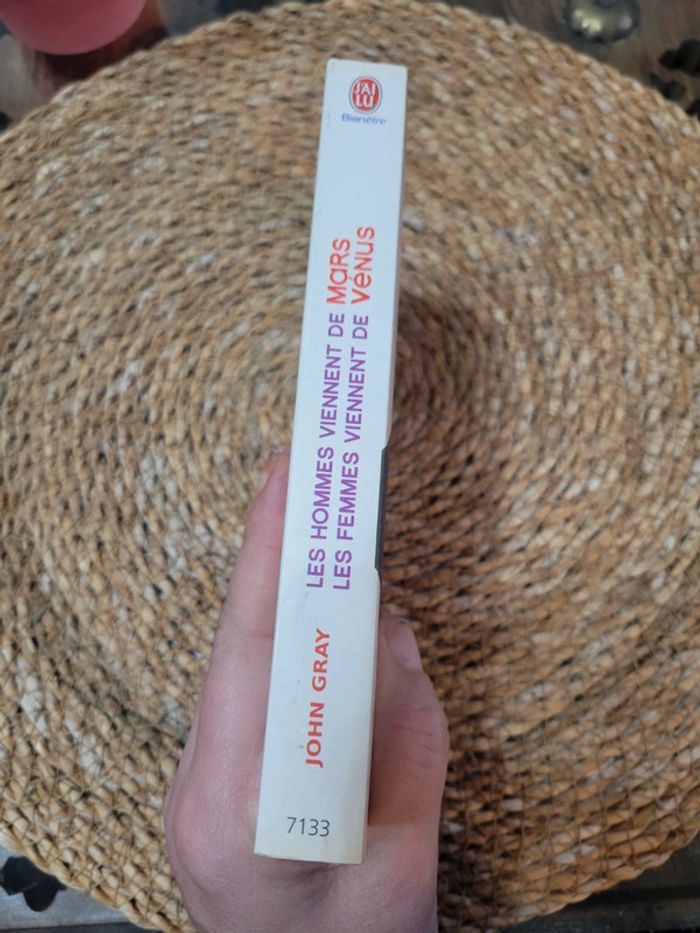 J'AI
LU
Bien-être
LES HOMMES VIENNENT DE MARS
LES FEMMES VIENNENT DE VÉNUS
JOHN GRAY
7133